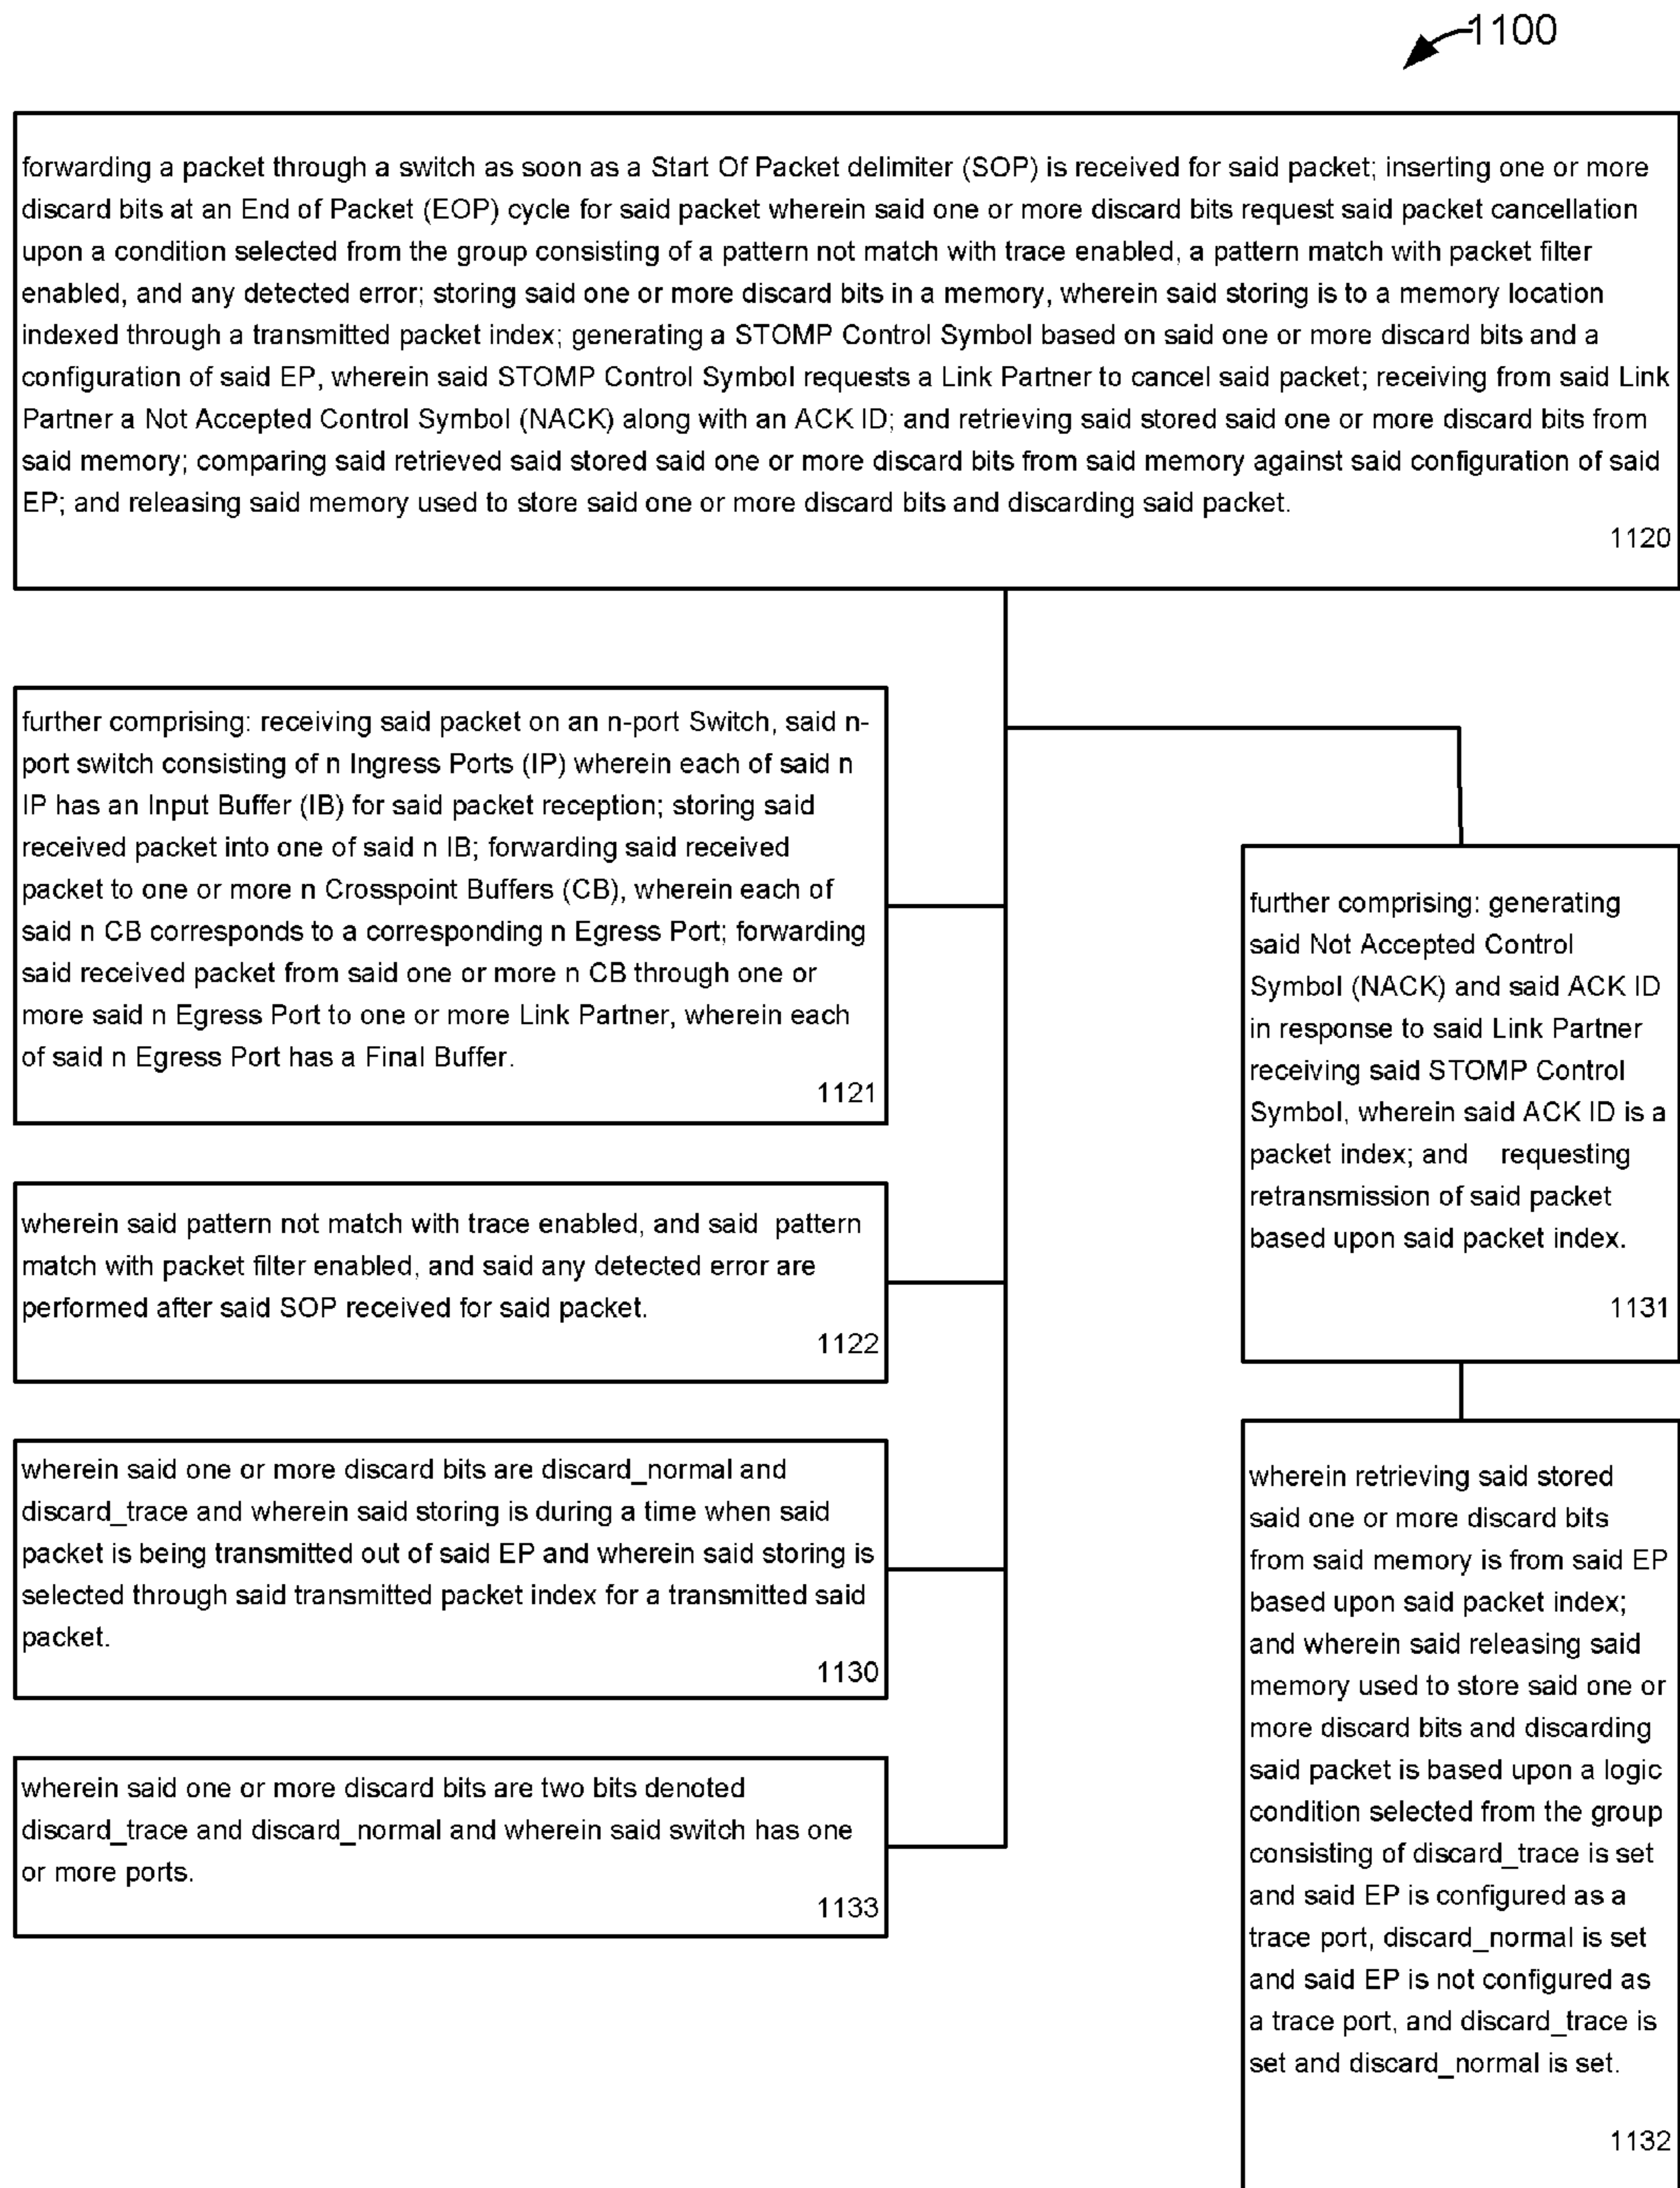 1100
forwarding a packet through a switch as soon as a Start Of Packet delimiter (SOP) is received for said packet; inserting one or more
discard bits at an End of Packet (EOP) cycle for said packet wherein said one or more discard bits request said packet cancellation
upon a condition selected from the group consisting of a pattern not match with trace enabled, a pattern match with packet filter
enabled, and any detected error; storing said one or more discard bits in a memory, wherein said storing is to a memory location
indexed through a transmitted packet index; generating a STOMP Control Symbol based on said one or more discard bits and a
configuration of said EP, wherein said STOMP Control Symbol requests a Link Partner to cancel said packet; receiving from said Link
Partner a Not Accepted Control Symbol (NACK) along with an ACK ID; and retrieving said stored said one or more discard bits from
said memory; comparing said retrieved said stored said one or more discard bits from said memory against said configuration of said
EP; and releasing said memory used to store said one or more discard bits and discarding said packet.
1120
further comprising: receiving said packet on an n-port Switch, said n-
port switch consisting of n Ingress Ports (IP) wherein each of said n
IP has an Input Buffer (IB) for said packet reception; storing said
received packet into one of said n IB; forwarding said received
packet to one or more n Crosspoint Buffers (CB), wherein each of
said n CB corresponds to a corresponding n Egress Port; forwarding
said received packet from said one or more n CB through one or
more said n Egress Port to one or more Link Partner, wherein each
of said n Egress Port has a Final Buffer.
1121
wherein said pattern not match with trace enabled, and said pattern
match with packet filter enabled, and said any detected error are
performed after said SOP received for said packet.
1122
wherein said one or more discard bits are discard_normal and
discard_trace and wherein said storing is during a time when said
packet is being transmitted out of said EP and wherein said storing is
selected through said transmitted packet index for a transmitted said
packet.
1130
wherein said one or more discard bits are two bits denoted
discard_trace and discard_normal and wherein said switch has one
or more ports.
1133
further comprising: generating
said Not Accepted Control
Symbol (NACK) and said ACK ID
in response to said Link Partner
receiving said STOMP Control
Symbol, wherein said ACK ID is a
packet index; and requesting
retransmission of said packet
based upon said packet index.
1131
wherein retrieving said stored
said one or more discard bits
from said memory is from said EP
based upon said packet index;
and wherein said releasing said
memory used to store said one or
more discard bits and discarding
said packet is based upon a logic
condition selected from the group
consisting of discard_trace is set
and said EP is configured as a
trace port, discard_normal is set
and said EP is not configured as
a trace port, and discard_trace is
set and discard_normal is set.
1132